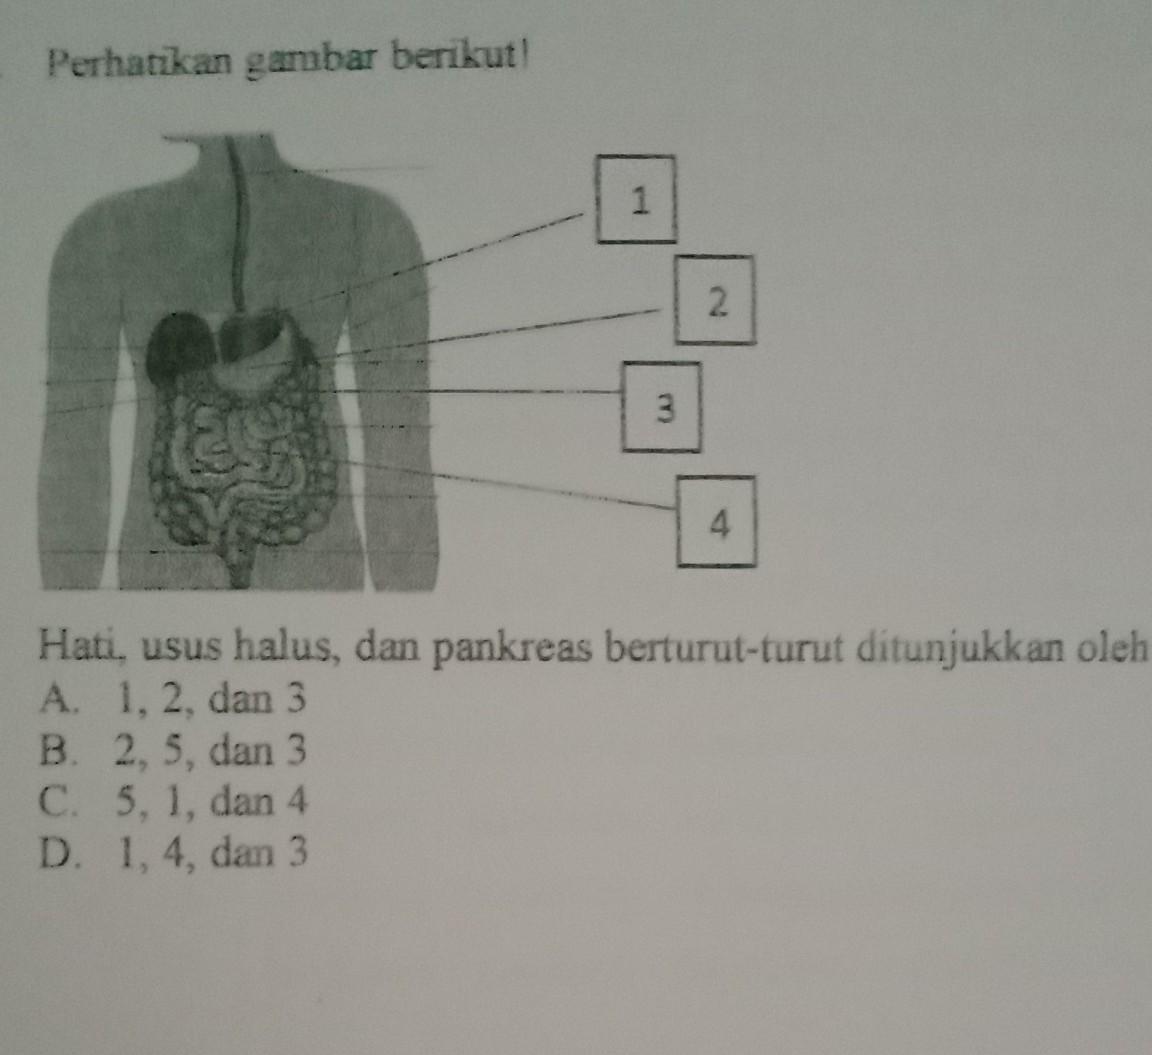 Perhatikan gambar berikut!
1
2
3
4
Hati, usus halus, dan pankreas berturut-turut ditunjukkan oleh
A. 1, 2, dan 3
B. 2, 5, dan 3
C. 5, 1, dan 4
D. 1, 4, dan 3